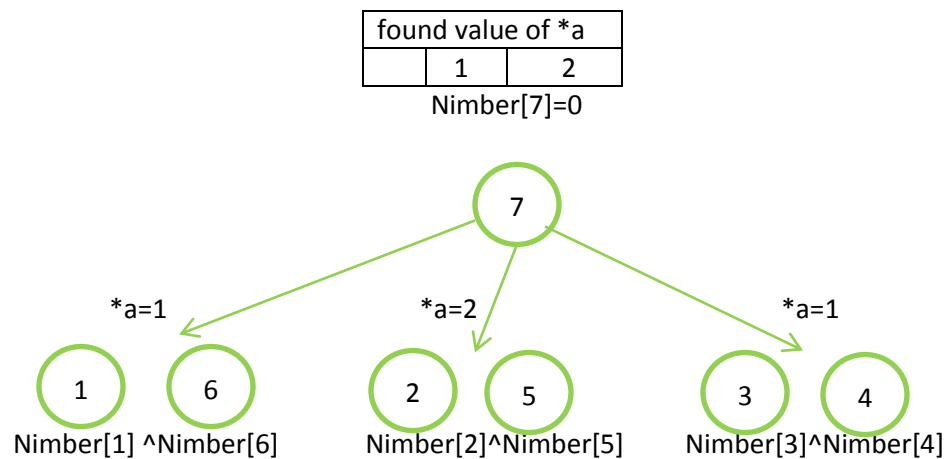 found value of *a
1 2
Nimber[7]=0
7
*a=1 *a=2 *a=1
1 6 2 5 3 4
Nimber[1] ^Nimber[6] Nimber[2]^Nimber[5] Nimber[3]^Nimber[4]